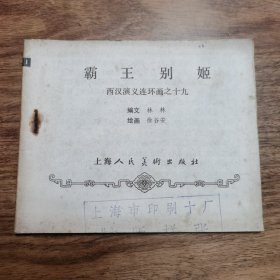 霸王别姬
西汉演义连环画之十九
编文 林林
绘画 徐谷安
上海人民美术出版社
上海市印刷十厂